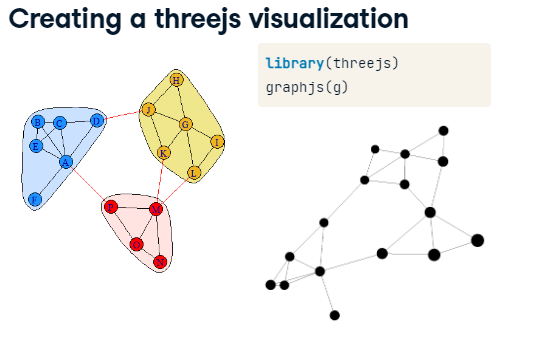 Creating a threejs visualization
library(threejs)
graphjs(g)
H
J
B
C
D
G
E
K
I
A
L
F
P
M
O
N